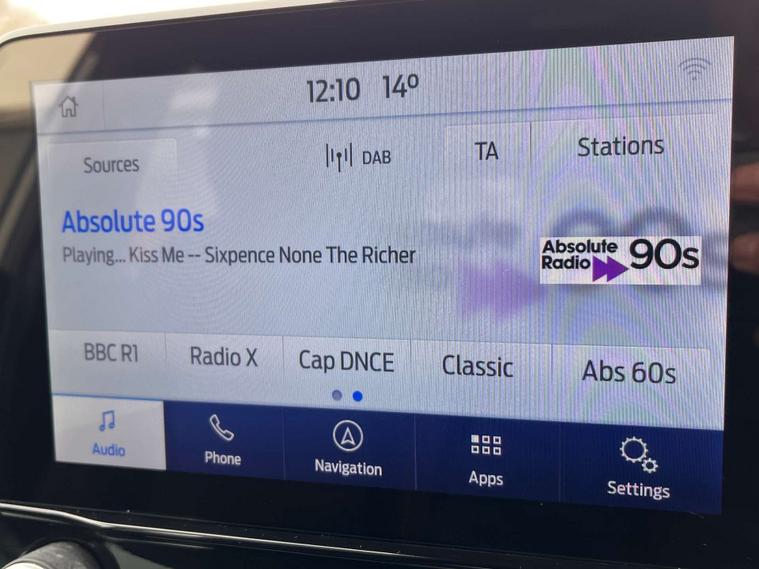 12:10 14º
Sources
DAB
TA
Stations
Absolute 90s
Playing... Kiss Me -- Sixpence None The Richer
Absolute
Radio
90s
BBC R1
Radio X
Cap DNCE
Classic
Abs 60s
Audio
Phone
Navigation
Apps
Settings